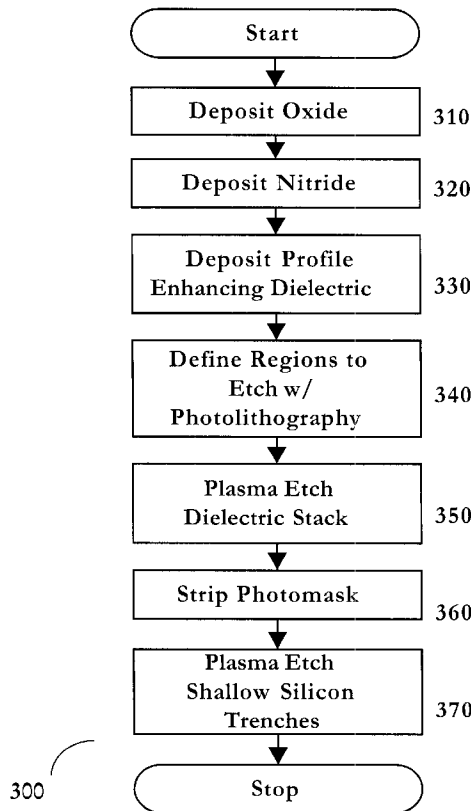 Start
Deposit Oxide
310
Deposit Nitride
320
Deposit Profile
Enhancing Dielectric
330
Define Regions to
Etch w/
Photolithography
340
Plasma Etch
Dielectric Stack
350
Strip Photomask
360
Plasma Etch
Shallow Silicon
Trenches
370
300
Stop